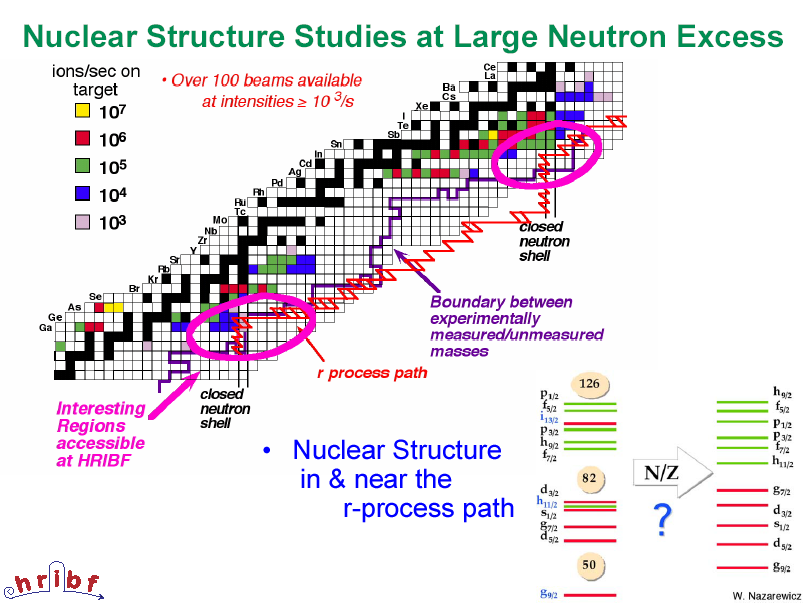 Nuclear Structure Studies at Large Neutron Excess
ions/sec on
target
10⁷
10⁶
10⁵
10⁴
10³
• Over 100 beams available
at intensities ≥ 10 ³/s
Ce
La
Ba
Cs
Xe
I
Te
Sb
Sn
In
Cd
Ag
Pd
Rh
Ru
Tc
Mo
Nb
Zr
Y
Sr
Rb
Kr
Br
Se
As
Ge
Ga
closed
neutron
shell
Boundary between
experimentally
measured/unmeasured
masses
r process path
closed
neutron
shell
Interesting
Regions
accessible
at HRIBF
• Nuclear Structure
in & near the
r-process path
126
p1/2
f5/2
i13/2
p3/2
h9/2
f7/2
82
d3/2
h11/2
s1/2
g7/2
d5/2
50
g9/2
N/Z
?
h9/2
f5/2
p1/2
p3/2
f7/2
h11/2
g7/2
d3/2
s1/2
d5/2
g9/2
hribf
W. Nazarewicz